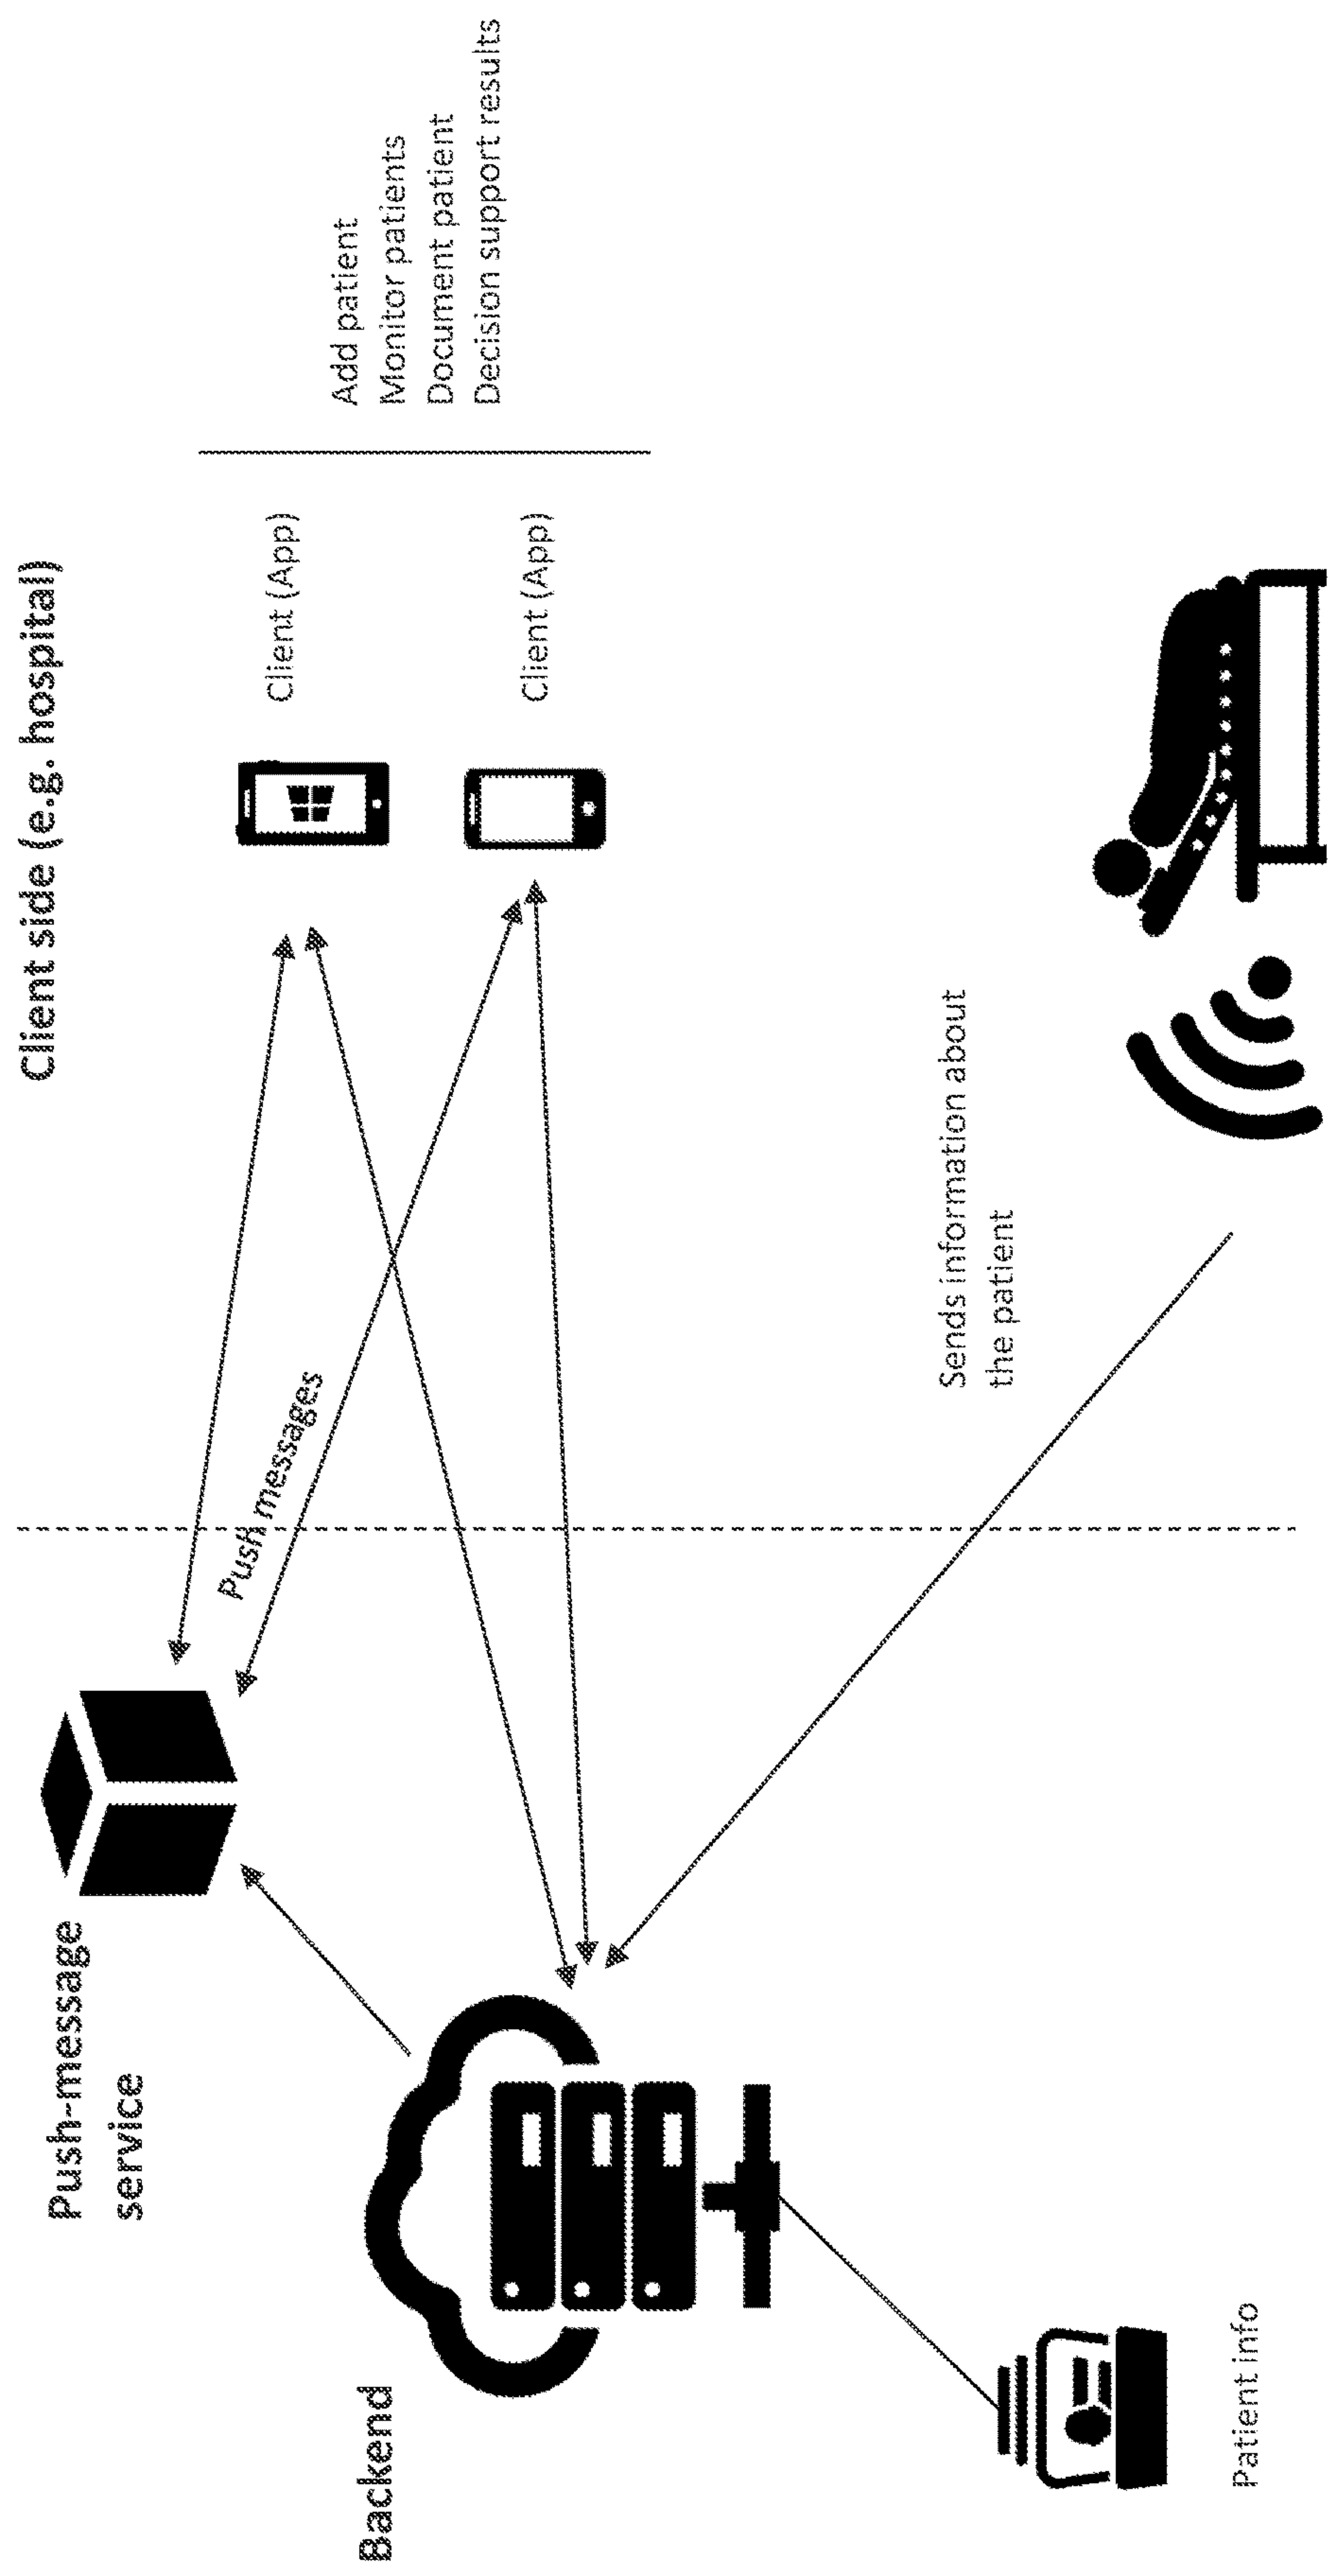 Push-message
service
Backend
Patient info
Push messages
Client side (e.g. hospital)
Client (App)
Client (App)
Add patient
Monitor patients
Document patient
Decision support results
Sends information about
the patient